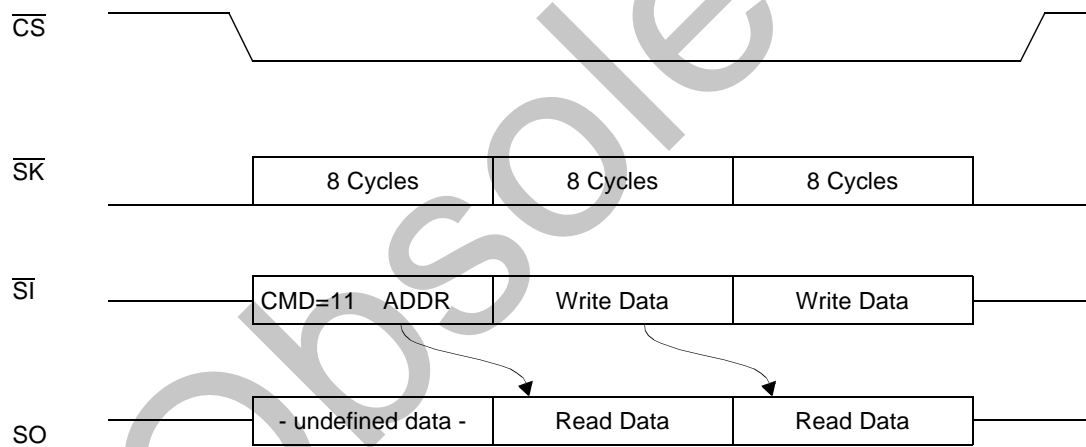 CS
SK
8 Cycles 8 Cycles 8 Cycles
SI
CMD=11 ADDR Write Data Write Data
SO
- undefined data - Read Data Read Data
Obsole